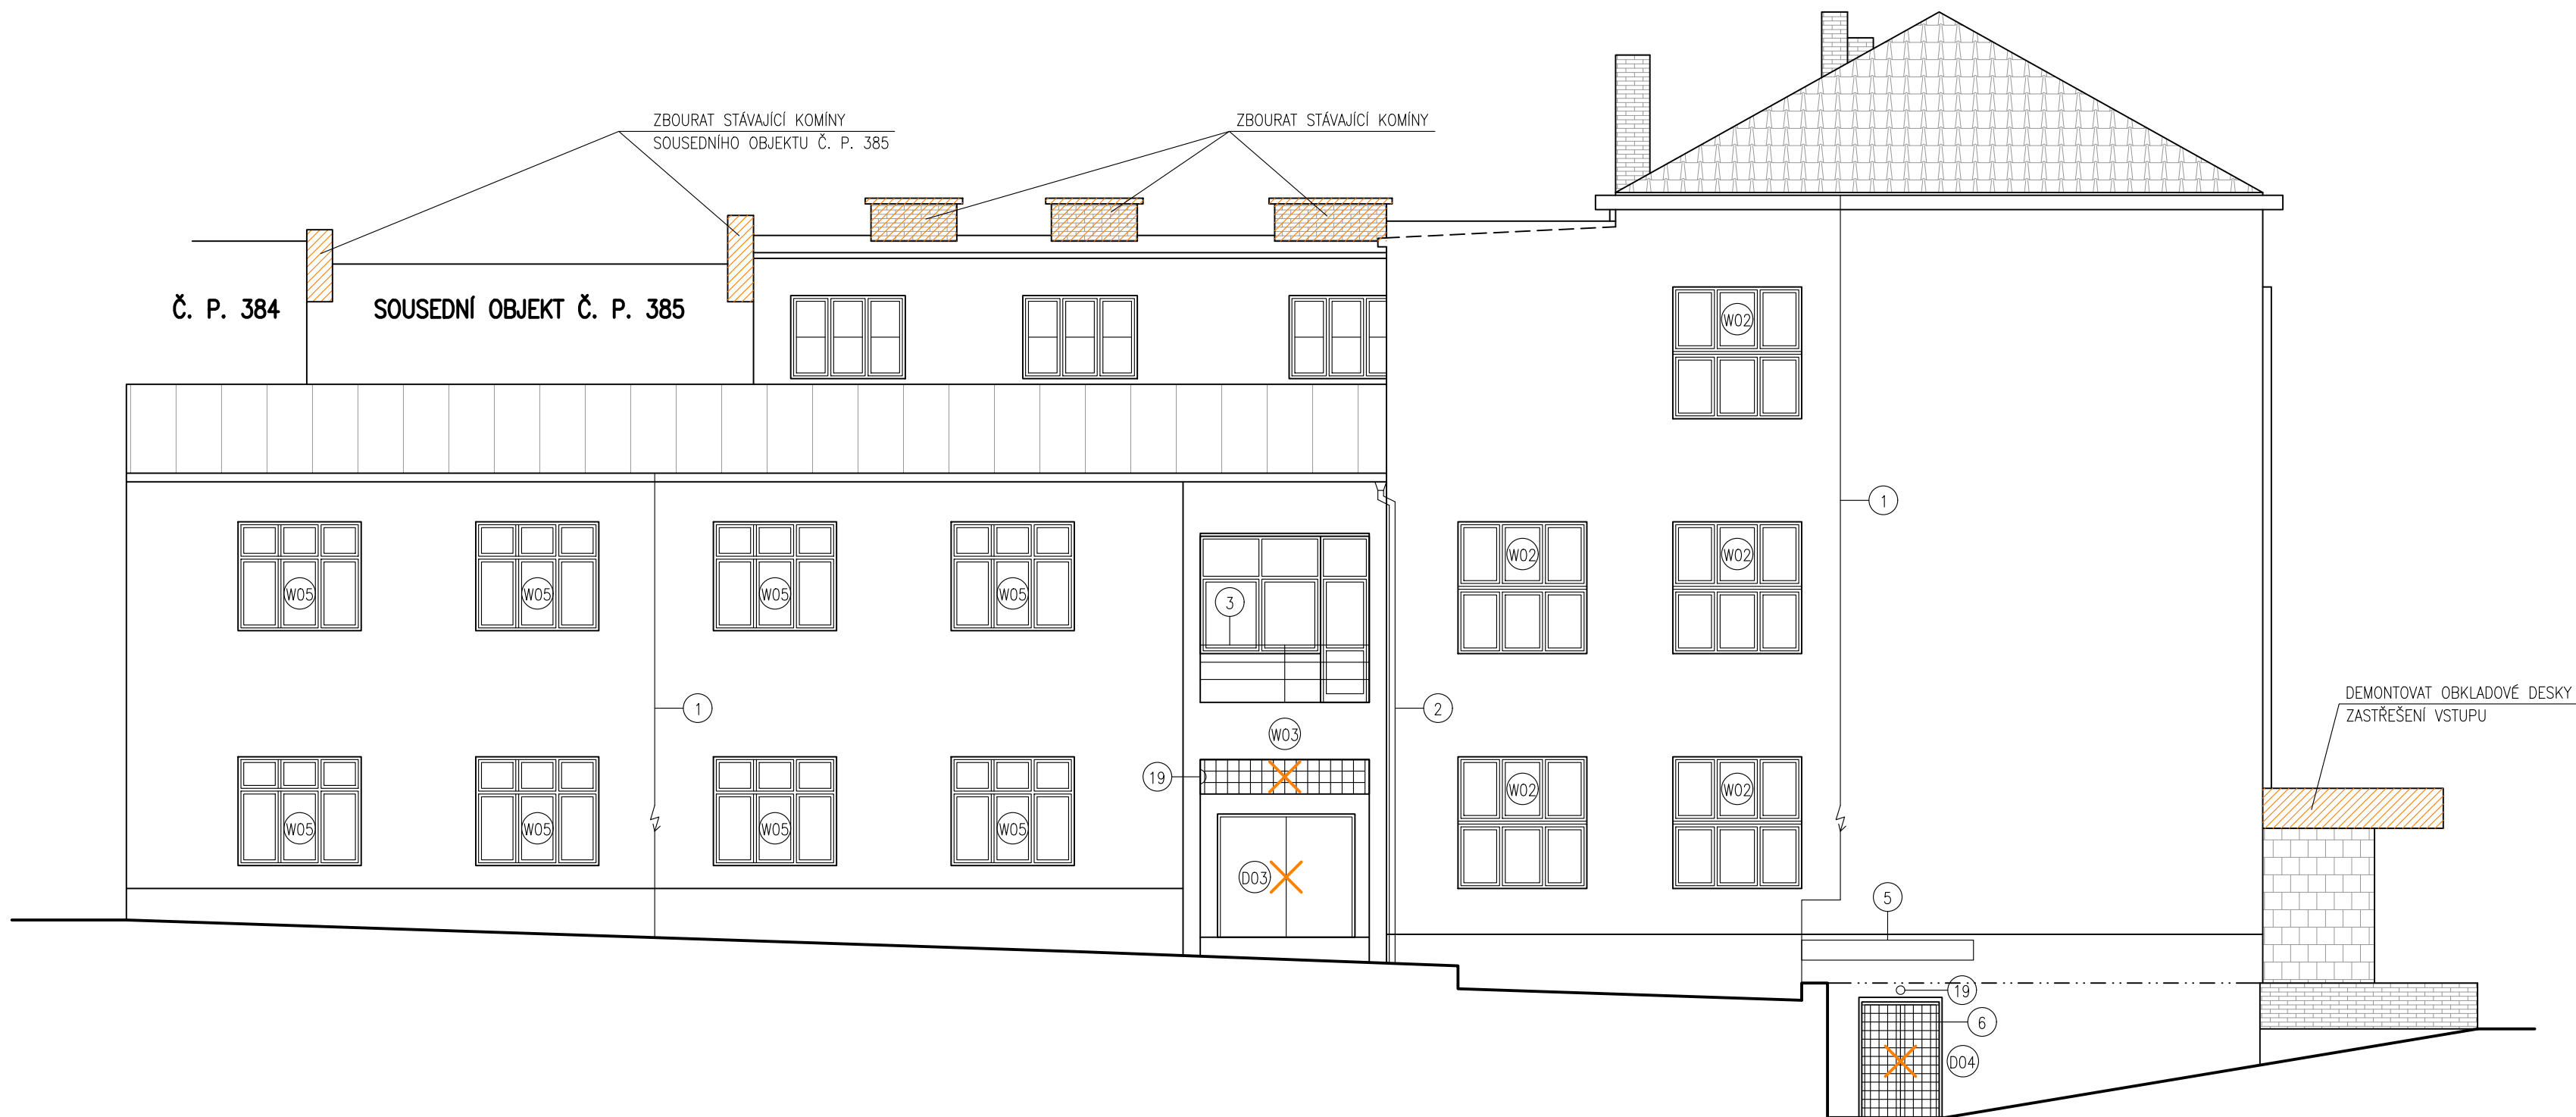 ZBOURAT STÁVAJÍCÍ KOMÍNY
SOUSEDNÍHO OBJEKTU Č. P. 385
ZBOURAT STÁVAJÍCÍ KOMÍNY
Č. P. 384
SOUSEDNÍ OBJEKT Č. P. 385
W02
1
W05
W05
W05
W05
3
W02
W02
1
2
DEMONTOVAT OBKLADOVÉ DESKY
ZASTŘEŠENÍ VSTUPU
W03
19
W02
W02
W05
W05
W05
W05
D03
5
19
6
D04